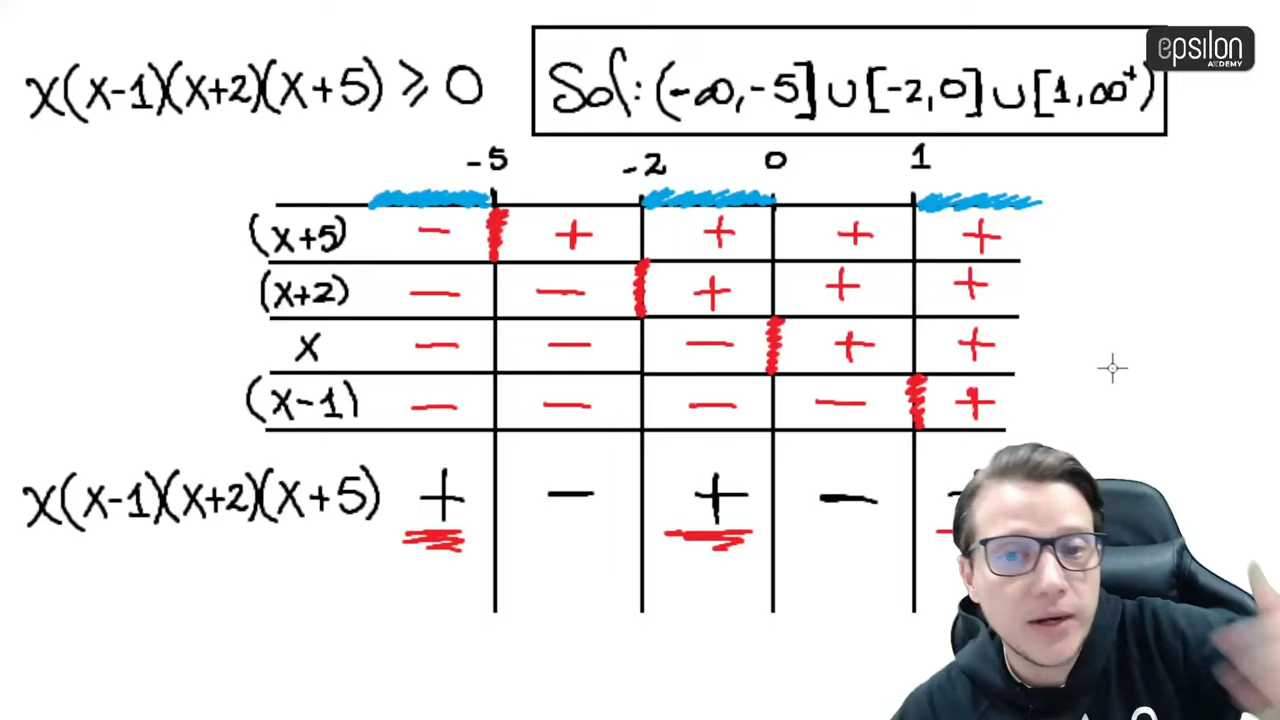 epsilon
ACADEMY
x(x-1)(x+2)(x+5) ≥ 0
Sol: (-∞, -5] ∪ [-2, 0] ∪ [1, ∞⁺)
-5 -2 0 1
(x+5) - + + + +
(x+2) - - + + +
x - - - + +
(x-1) - - - - +
x(x-1)(x+2)(x+5) + - + -